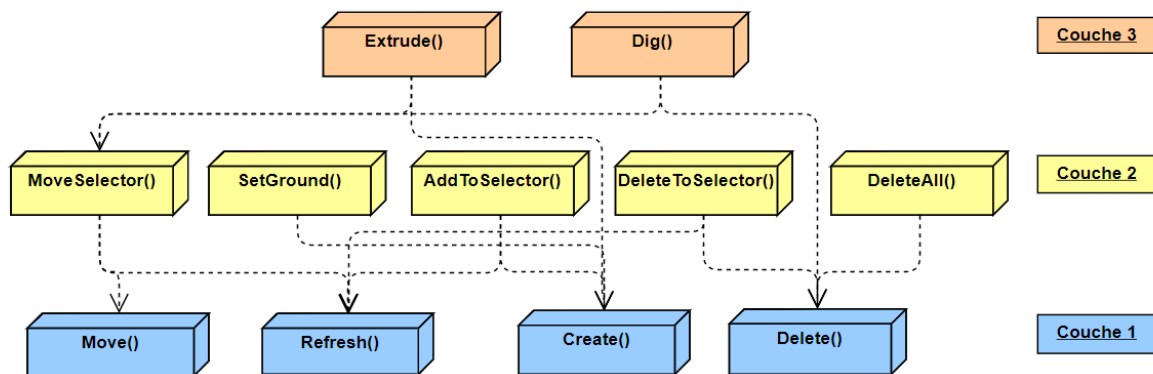 Extrude()
Dig()
Couche 3
MoveSelector()
SetGround()
AddToSelector()
DeleteToSelector()
DeleteAll()
Couche 2
Move()
Refresh()
Create()
Delete()
Couche 1